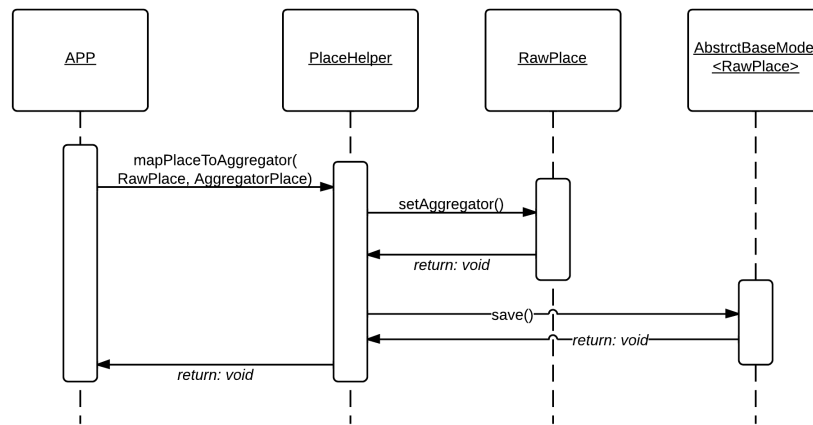 APP
PlaceHelper
RawPlace
AbstrctBaseMode
<RawPlace>
mapPlaceToAggregator(
RawPlace, AggregatorPlace)
setAggregator()
return: void
save()
return: void
return: void